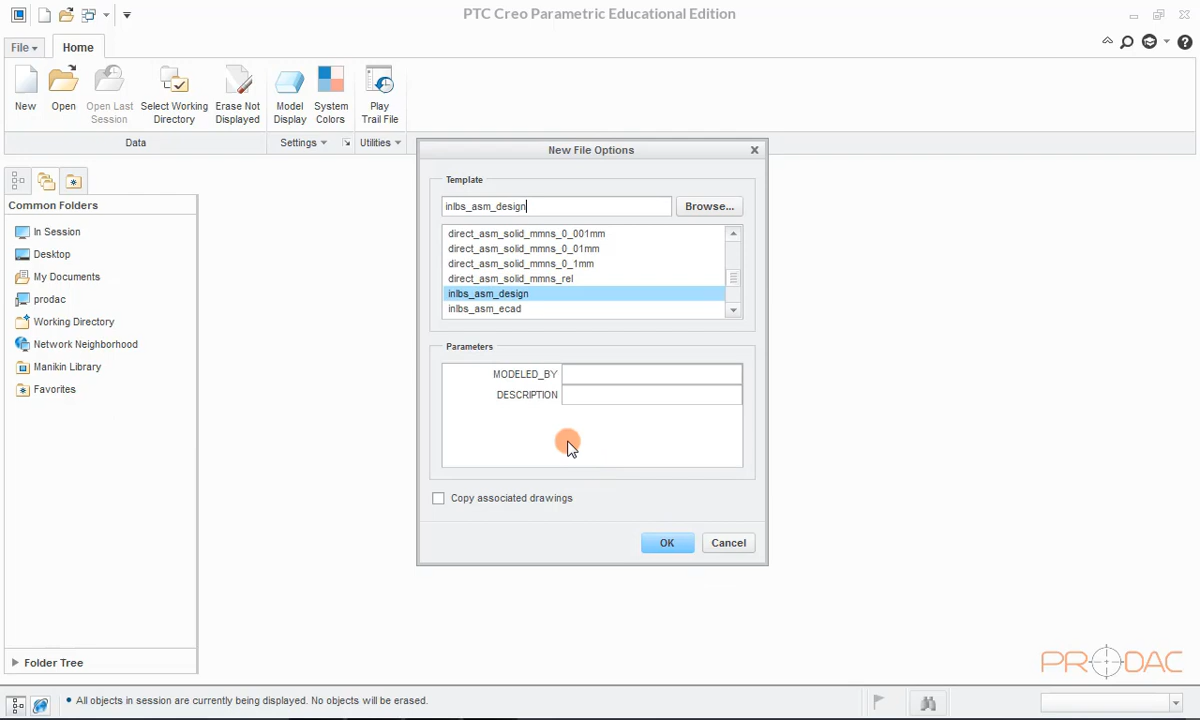 PTC Creo Parametric Educational Edition
File
Home
New
Open
Open Last
Session
Select Working
Directory
Erase Not
Displayed
Model
Display
System
Colors
Play
Trail File
Data
Settings
Utilities
Common Folders
In Session
Desktop
My Documents
prodac
Working Directory
Network Neighborhood
Manikin Library
Favorites
Folder Tree
New File Options
Template
inlbs_asm_design
Browse...
direct_asm_solid_mmns_0_001mm
direct_asm_solid_mmns_0_01mm
direct_asm_solid_mmns_0_1mm
direct_asm_solid_mmns_rel
inlbs_asm_design
inlbs_asm_ecad
Parameters
MODELED_BY
DESCRIPTION
Copy associated drawings
OK
Cancel
PRODAC
All objects in session are currently being displayed. No objects will be erased.